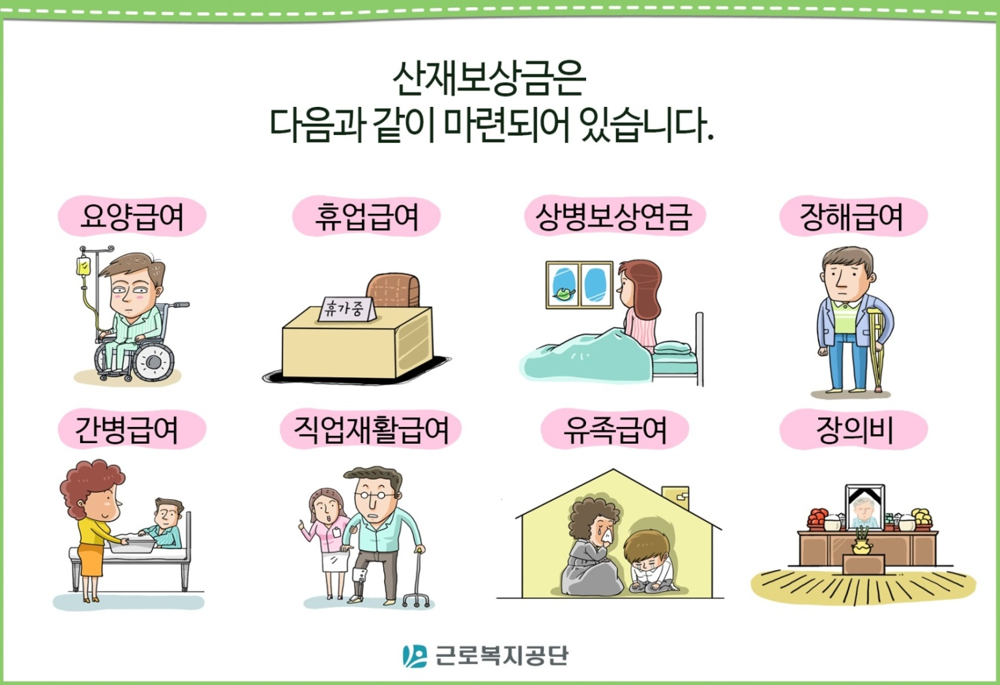 산재보상금은
다음과 같이 마련되어 있습니다.
요양급여
휴업급여
상병보상연금
장해급여
휴가중
간병급여
직업재활급여
유족급여
장의비
근로복지공단